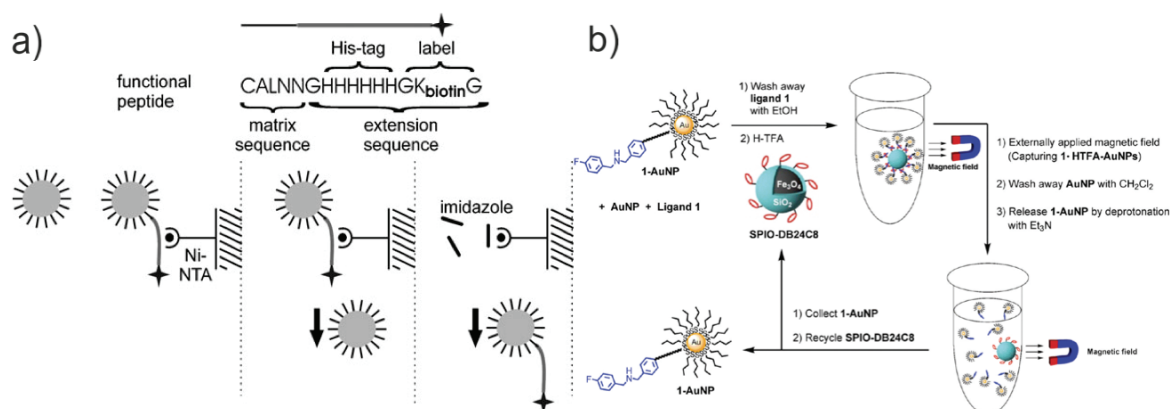 a)
His-tag
label
functional
peptide
CALNNGHHHHHHGKbiotinG
matrix
sequence
extension
sequence
Ni-
NTA
imidazole
b)
F
H
N
Au
1-AuNP
+ AuNP + Ligand 1
1) Wash away
ligand 1
with EtOH
2) H-TFA
Fe3O4
SiO2
SPIO-DB24C8
Magnetic field
1) Externally applied magnetic field
(Capturing 1· HTFA-AuNPs)
2) Wash away AuNP with CH2Cl2
3) Release 1-AuNP by deprotonation
with Et3N
Magnetic field
1) Collect 1-AuNP
2) Recycle SPIO-DB24C8
F
H
N
Au
1-AuNP